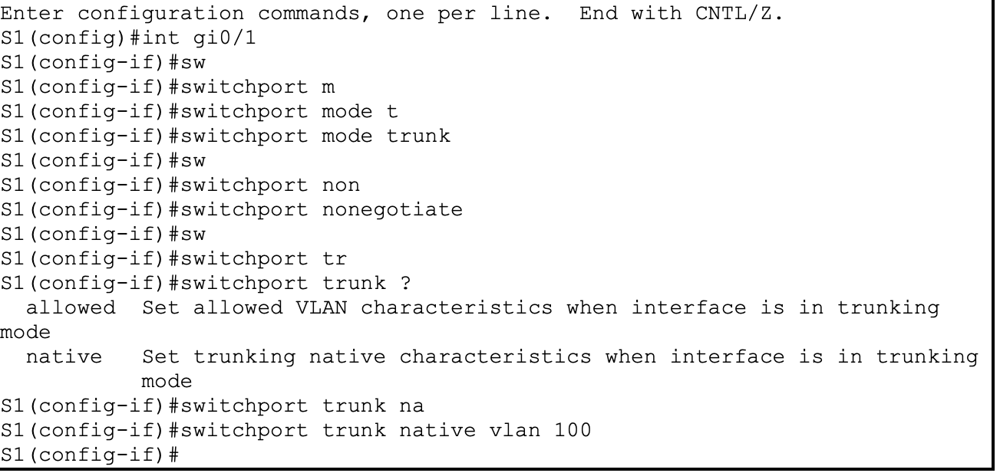 Enter configuration commands, one per line.  End with CNTL/Z.
S1(config)#int gi0/1
S1(config-if)#sw
S1(config-if)#switchport m
S1(config-if)#switchport mode t
S1(config-if)#switchport mode trunk
S1(config-if)#sw
S1(config-if)#switchport non
S1(config-if)#switchport nonegotiate
S1(config-if)#sw
S1(config-if)#switchport tr
S1(config-if)#switchport trunk ?
  allowed  Set allowed VLAN characteristics when interface is in trunking
mode
  native   Set trunking native characteristics when interface is in trunking
           mode
S1(config-if)#switchport trunk na
S1(config-if)#switchport trunk native vlan 100
S1(config-if)#